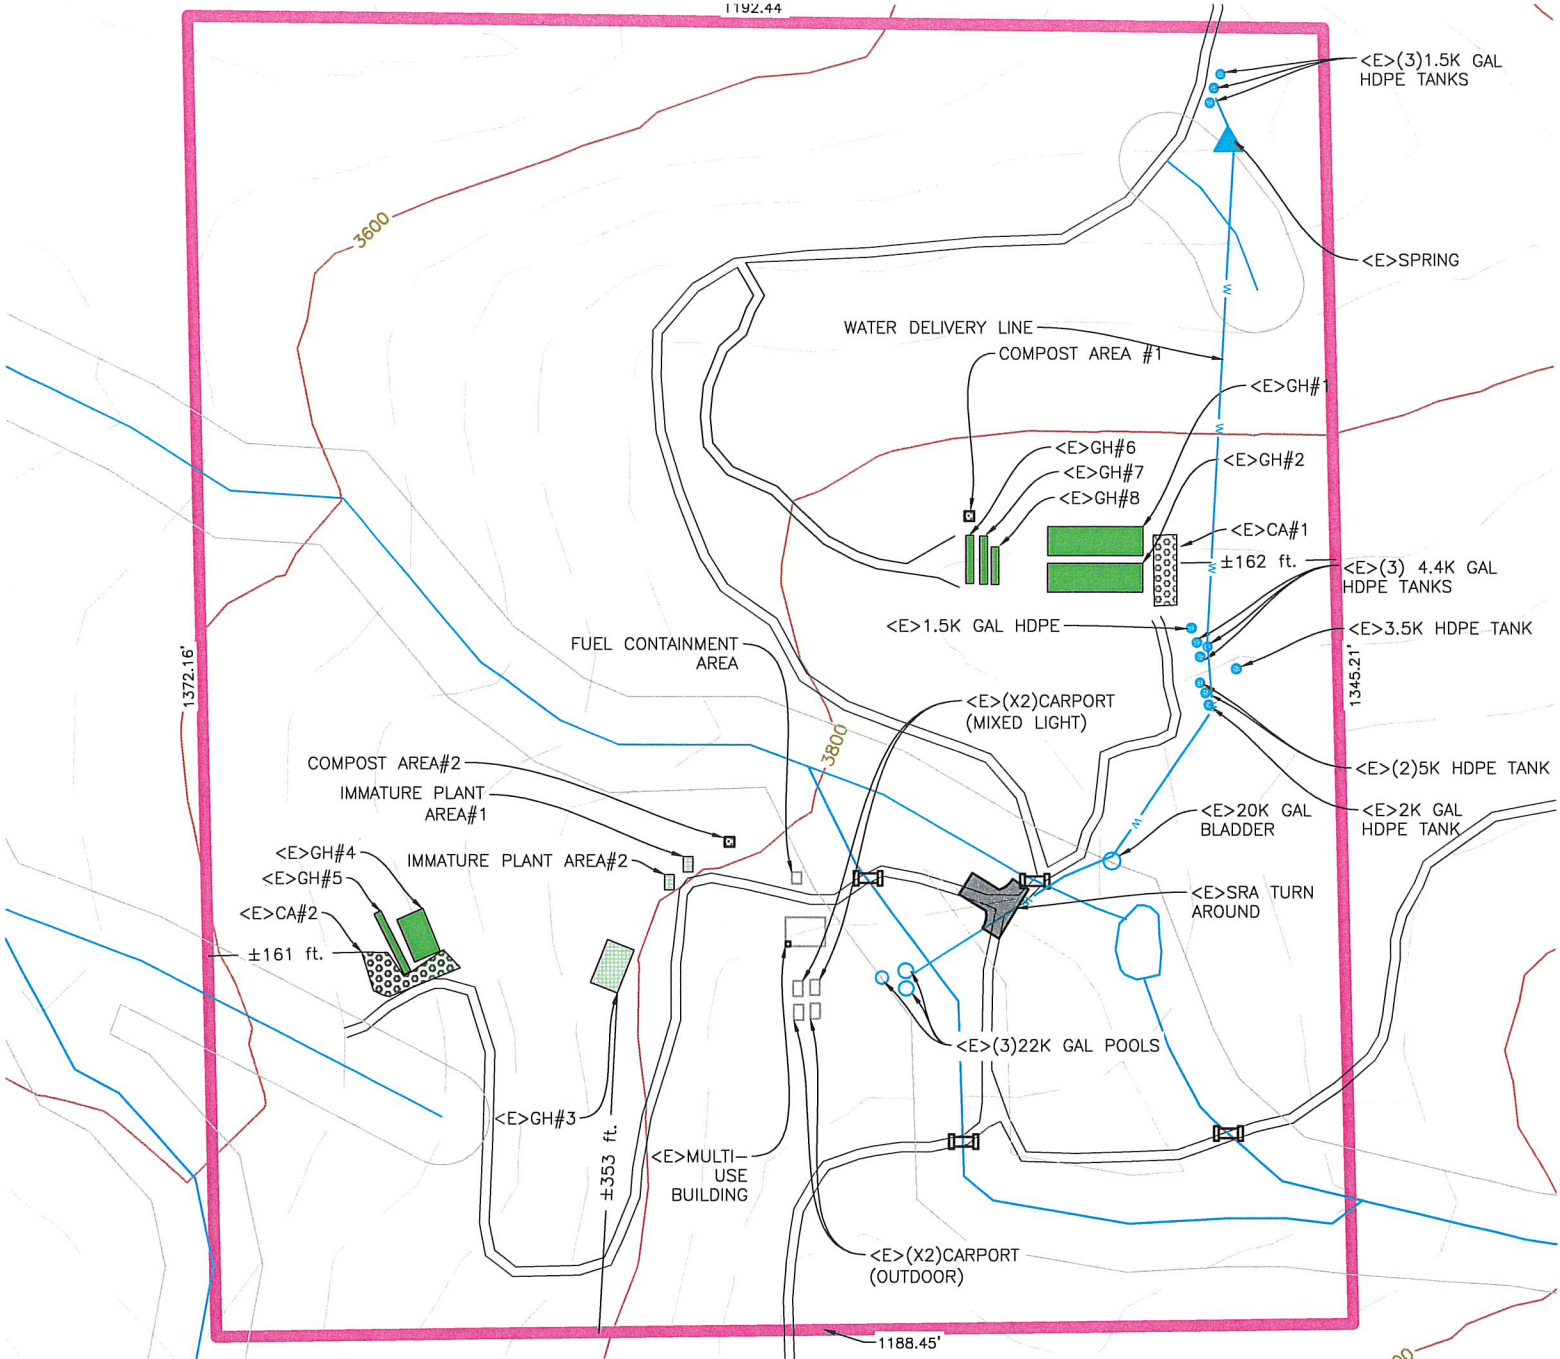 1192.44
<E>(3)1.5K GAL
HDPE TANKS
3600
<E>SPRING
W
WATER DELIVERY LINE
COMPOST AREA #1
<E>GH#1
W
<E>GH#6
<E>GH#2
<E>GH#7
<E>GH#8
<E>CA#1
±162 ft.
W
<E>(3) 4.4K GAL
HDPE TANKS
<E>1.5K GAL HDPE
<E>3.5K HDPE TANK
FUEL CONTAINMENT
AREA
1372.16'
1345.21'
<E>(X2)CARPORT
(MIXED LIGHT)
W
3800
COMPOST AREA#2
<E>(2)5K HDPE TANK
IMMATURE PLANT
AREA#1
<E>20K GAL
BLADDER
<E>2K GAL
HDPE TANK
W
<E>GH#4
IMMATURE PLANT AREA#2
<E>GH#5
<E>SRA TURN
AROUND
W
<E>CA#2
±161 ft.
<E>(3)22K GAL POOLS
<E>GH#3
±353 ft.
<E>MULTI-
USE
BUILDING
<E>(X2)CARPORT
(OUTDOOR)
1188.45'